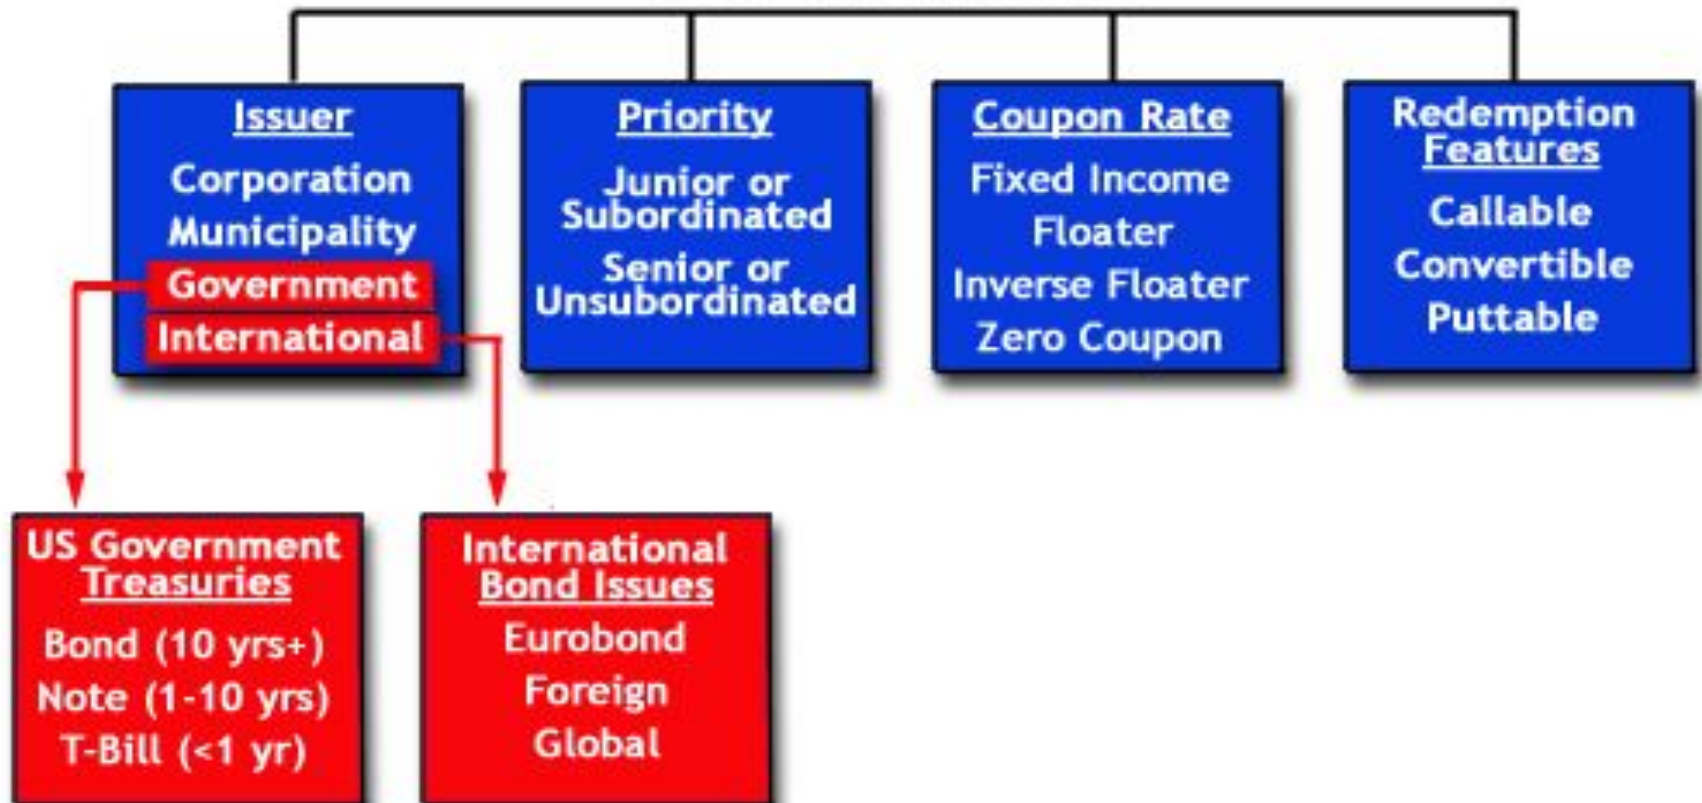 Issuer
Corporation
Municipality
Government
International
Priority
Junior or
Subordinated
Senior or
Unsubordinated
Coupon Rate
Fixed Income
Floater
Inverse Floater
Zero Coupon
Redemption
Features
Callable
Convertible
Puttable
US Government
Treasuries
Bond (10 yrs+)
Note (1-10 yrs)
T-Bill (<1 yr)
International
Bond Issues
Eurobond
Foreign
Global